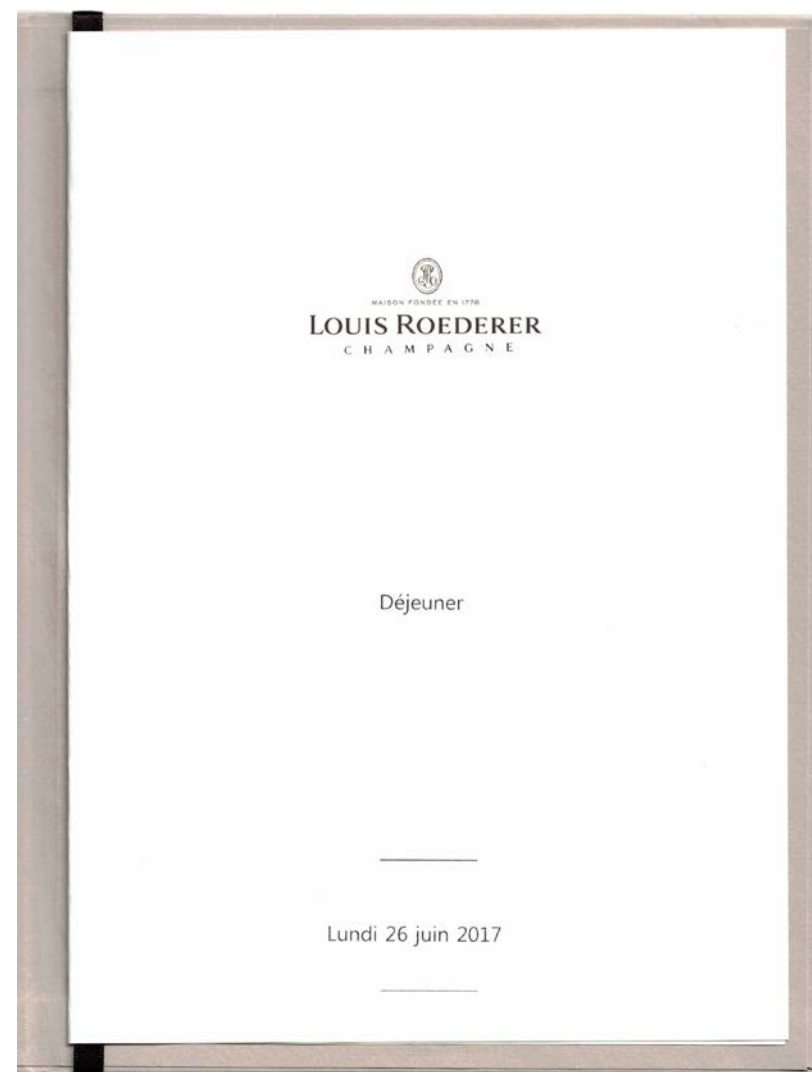 MAISON FONDÉE EN 1776
LOUIS ROEDERER
CHAMPAGNE
Déjeuner
Lundi 26 juin 2017